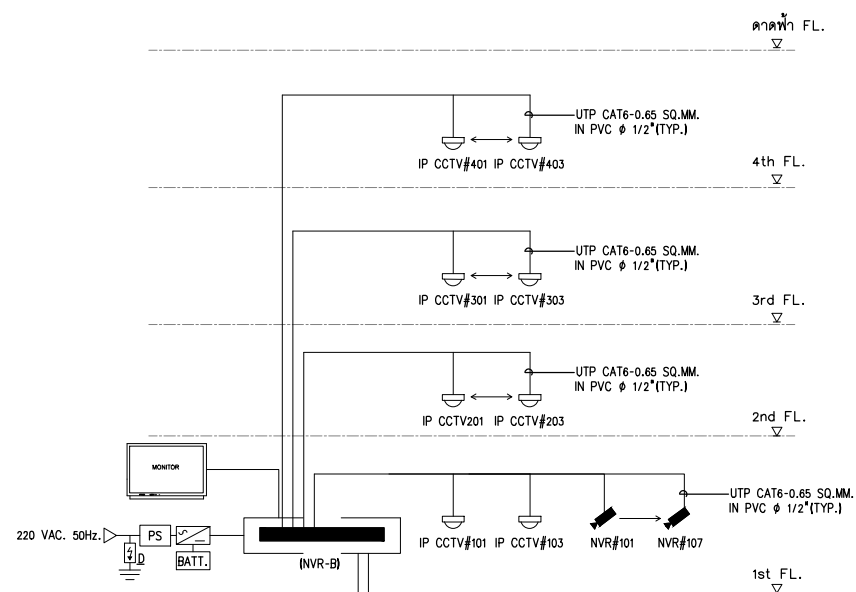 ดาดฟ้า FL.
UTP CAT6-0.65 SQ.MM.
IN PVC φ 1/2"(TYP.)
IP CCTV#401 IP CCTV#403
4th FL.
UTP CAT6-0.65 SQ.MM.
IN PVC φ 1/2"(TYP.)
IP CCTV#301 IP CCTV#303
3rd FL.
UTP CAT6-0.65 SQ.MM.
IN PVC φ 1/2"(TYP.)
IP CCTV201 IP CCTV#203
2nd FL.
MONITOR
UTP CAT6-0.65 SQ.MM.
IN PVC φ 1/2"(TYP.)
220 VAC. 50Hz.
PS
D
BATT.
(NVR-B)
IP CCTV#101 IP CCTV#103 NVR#101 NVR#107
1st FL.